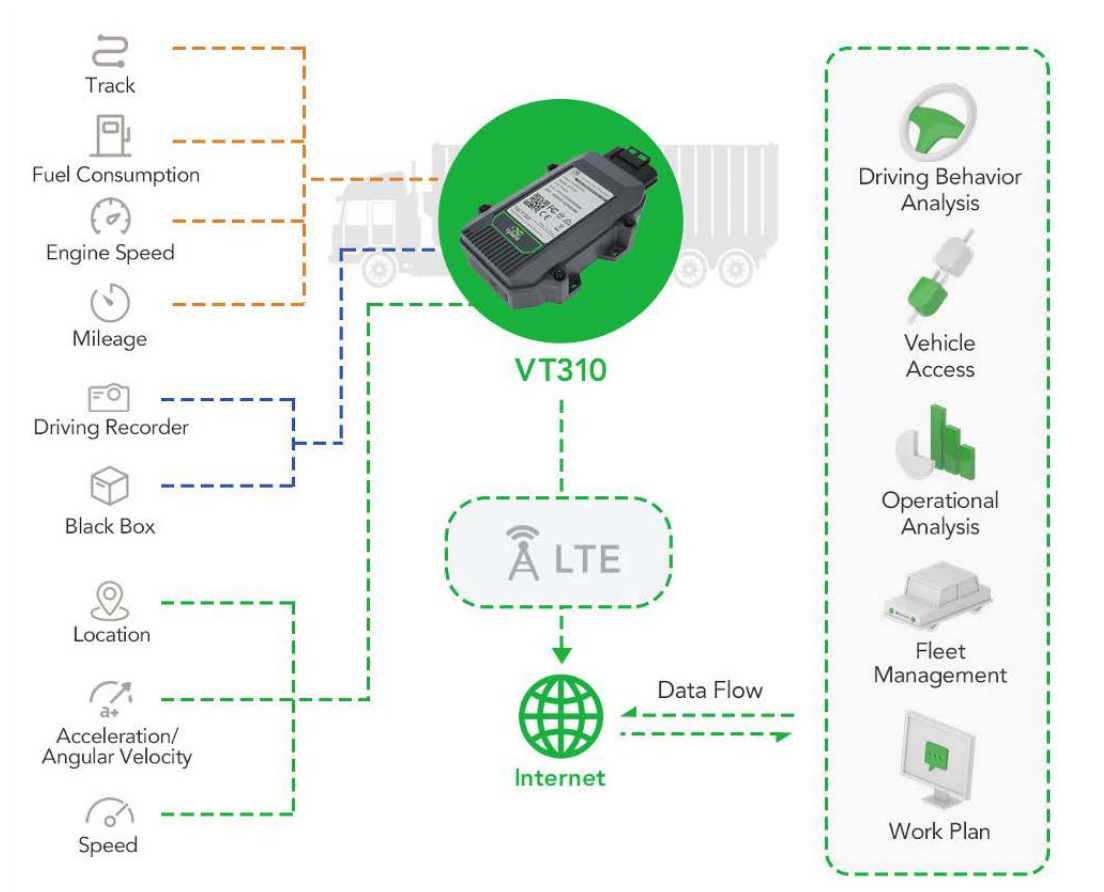 Track
Fuel Consumption
Engine Speed
Mileage
Driving Recorder
Black Box
Location
a+
Acceleration/
Angular Velocity
Speed
VT310
LTE
Internet
Data Flow
Driving Behavior
Analysis
Vehicle
Access
Operational
Analysis
Fleet
Management
Work Plan